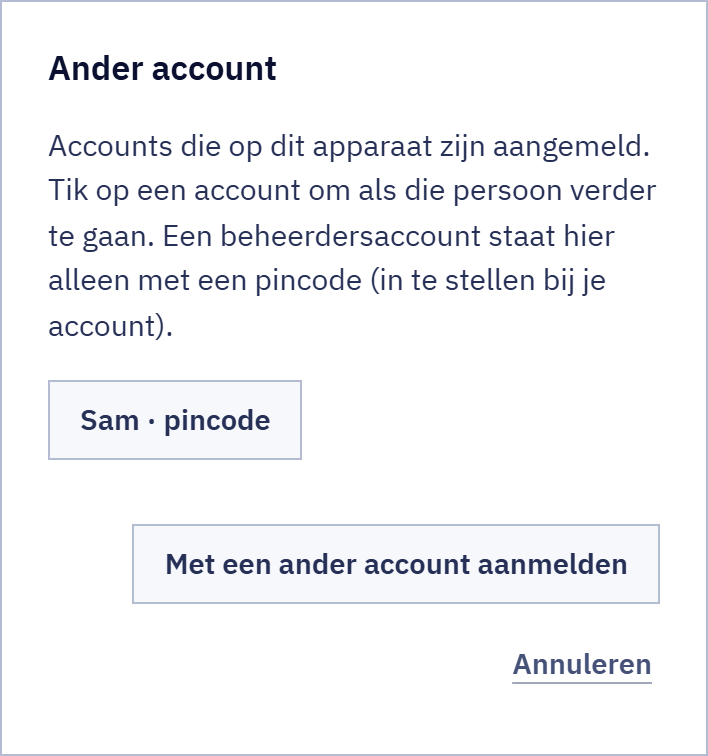 Ander account
Accounts die op dit apparaat zijn aangemeld.
Tik op een account om als die persoon verder
te gaan. Een beheerdersaccount staat hier
alleen met een pincode (in te stellen bij je
account).
Sam · pincode
Met een ander account aanmelden
Annuleren